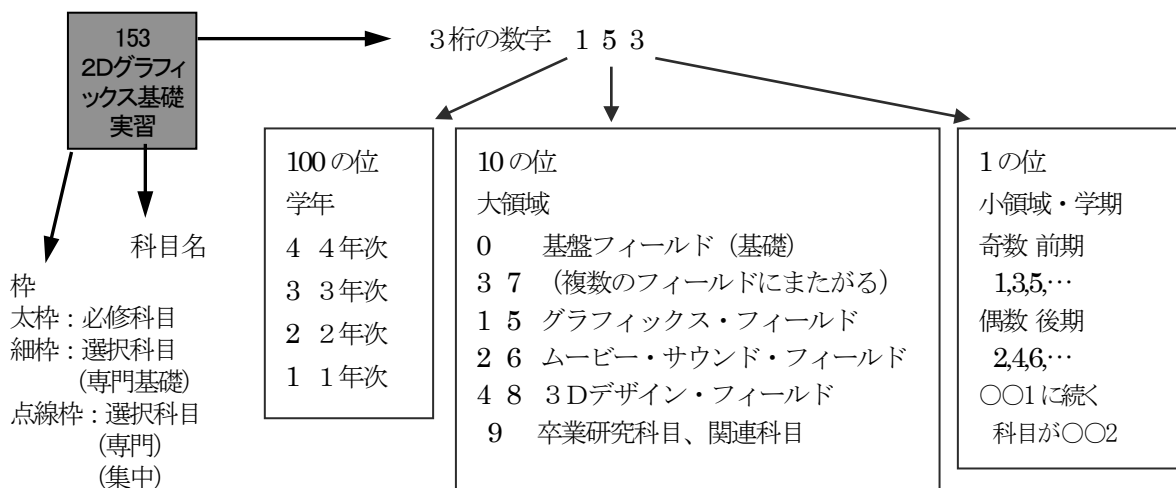 153
2Dグラフィ
ックス基礎
実習
3桁の数字 1 5 3
科目名
枠
太枠：必修科目
細枠：選択科目
(専門基礎)
点線枠：選択科目
(専門)
(集中)
100の位
学年
4 4年次
3 3年次
2 2年次
1 1年次
10の位
大領域
0 基盤フィールド（基礎）
3 7 （複数のフィールドにまたがる）
1 5 グラフィックス・フィールド
2 6 ムービー・サウンド・フィールド
4 8 3Dデザイン・フィールド
9 卒業研究科目、関連科目
1の位
小領域・学期
奇数 前期
1,3,5,…
偶数 後期
2,4,6,…
○○1に続く
科目が○○2